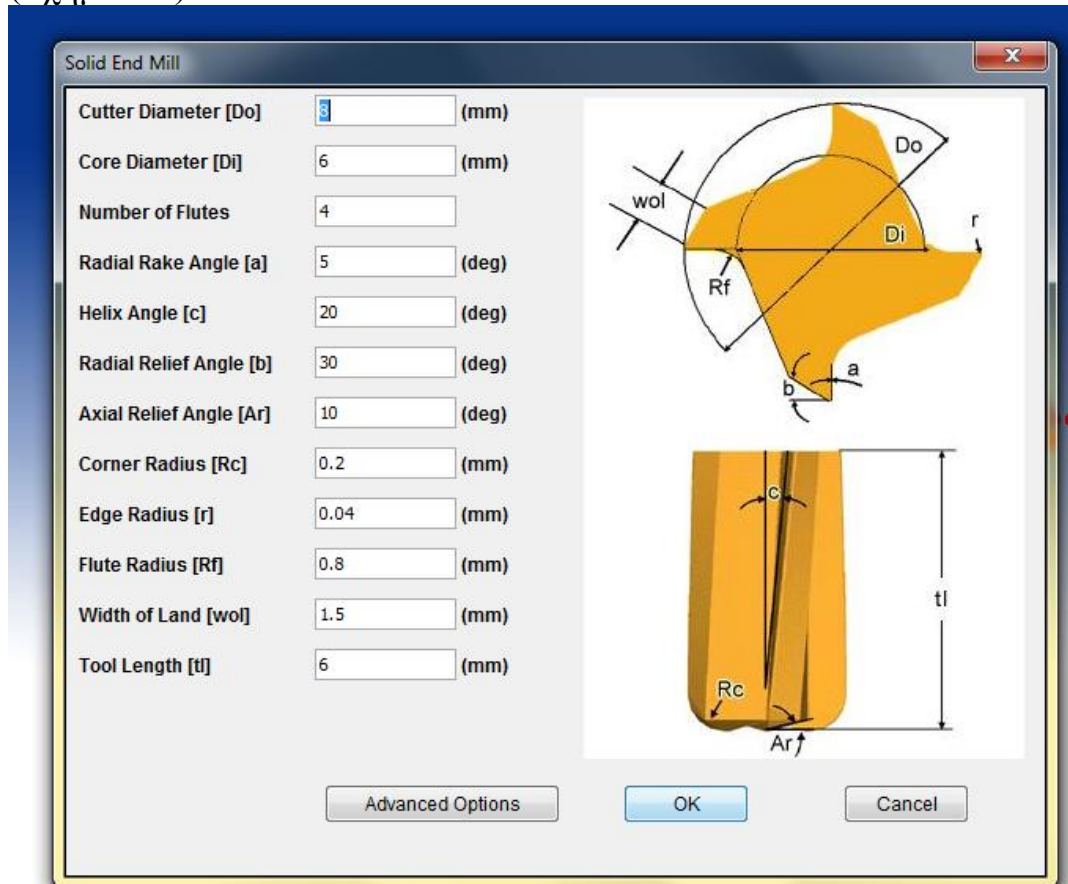 Solid End Mill
Cutter Diameter [Do] 8 (mm)
Core Diameter [Di] 6 (mm)
Number of Flutes 4
Radial Rake Angle [a] 5 (deg)
Helix Angle [c] 20 (deg)
Radial Relief Angle [b] 30 (deg)
Axial Relief Angle [Ar] 10 (deg)
Corner Radius [Rc] 0.2 (mm)
Edge Radius [r] 0.04 (mm)
Flute Radius [Rf] 0.8 (mm)
Width of Land [wol] 1.5 (mm)
Tool Length [tl] 6 (mm)
Do
wol
Di
r
Rf
a
b
c
tl
Rc
Ar
Advanced Options OK Cancel